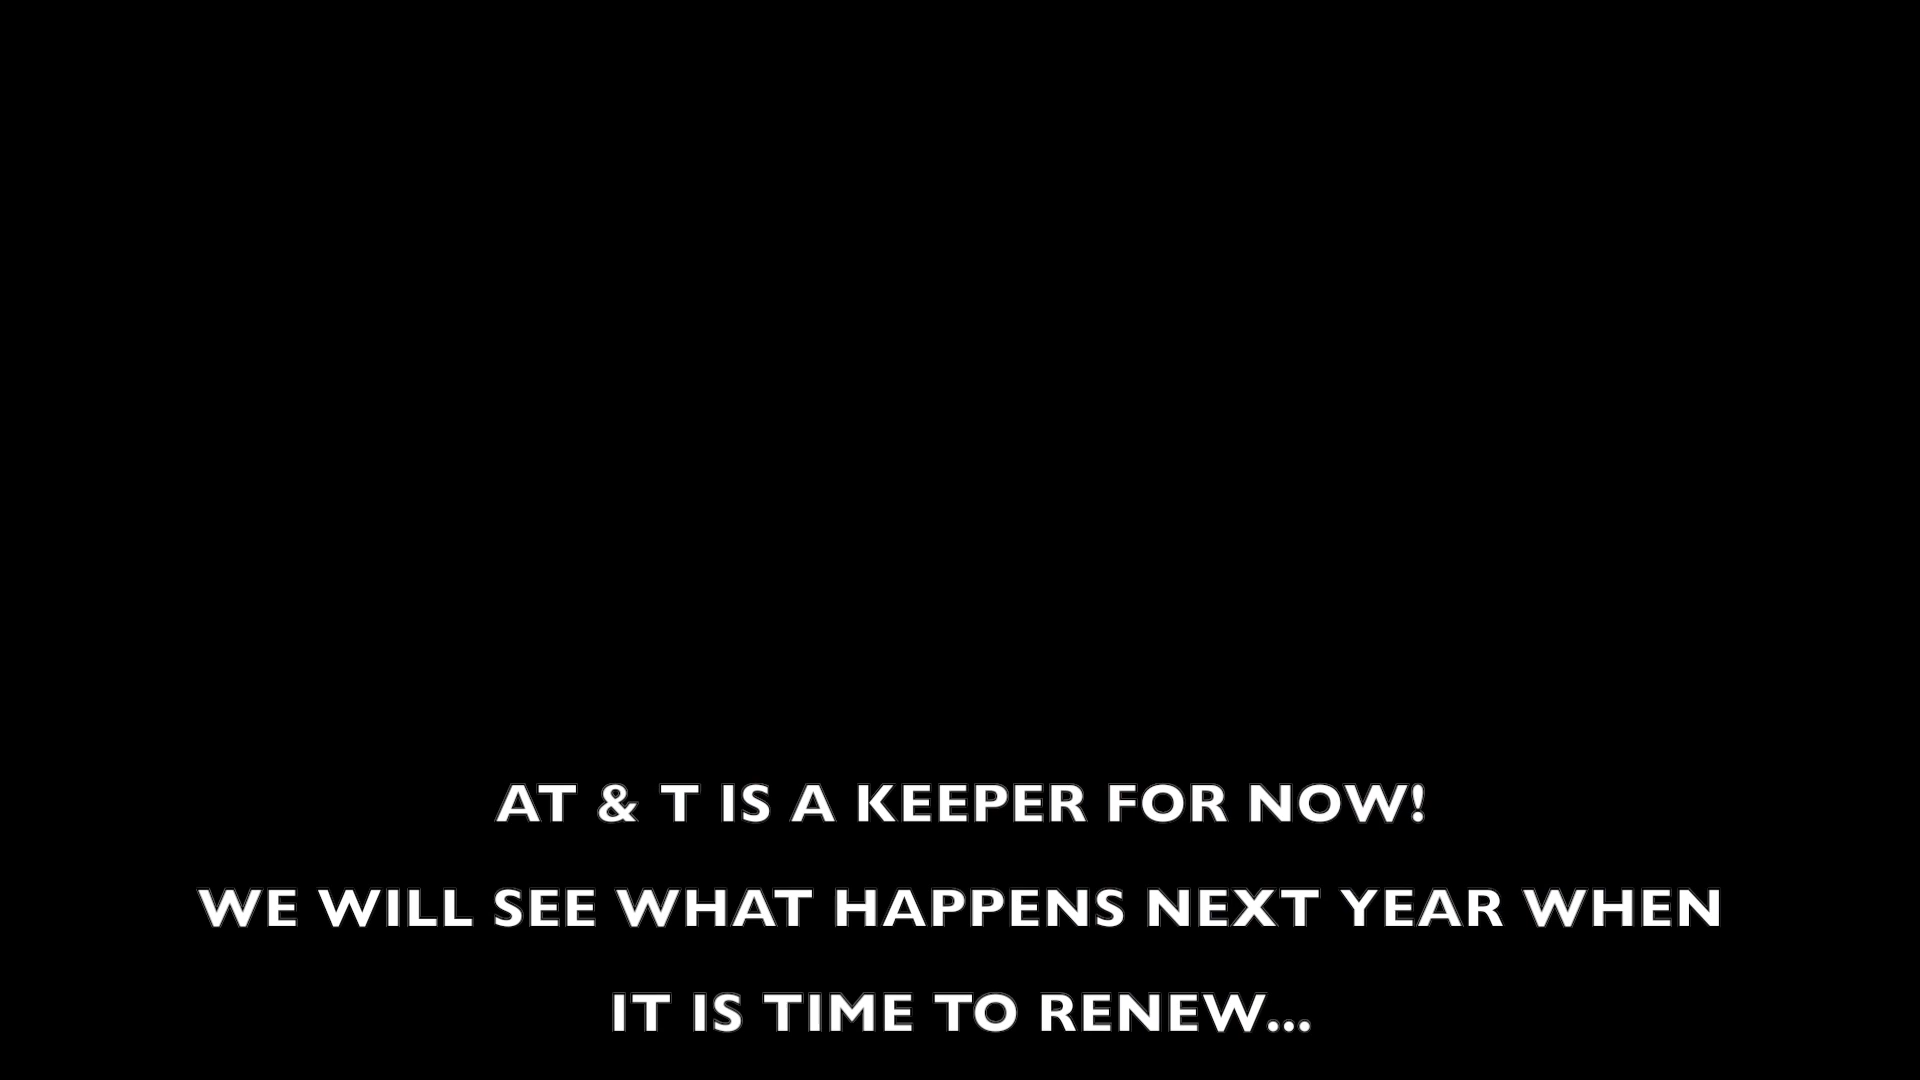 AT & T IS A KEEPER FOR NOW!
WE WILL SEE WHAT HAPPENS NEXT YEAR WHEN
IT IS TIME TO RENEW...